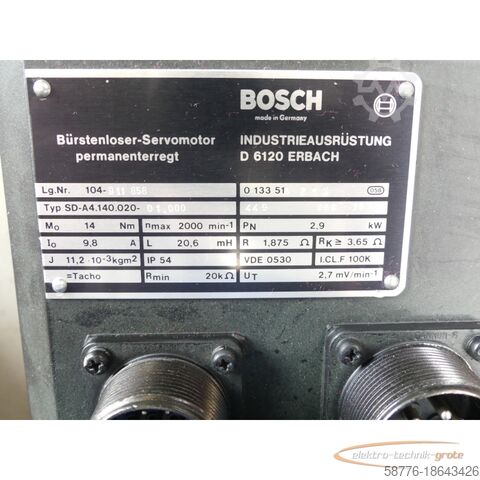 BOSCH
made in Germany
Bürstenloser-Servomotor
permanenterregt
INDUSTRIEAUSRÜSTUNG
D 6120 ERBACH
Lg.Nr. 104- 0 133 51 058
Typ SD-A4.140.020- 01.000
M₀ 14 Nm nmax 2000 min-¹ PN 2,9 kW
I₀ 9,8 A L 20,6 mH R 1,875 Ω RK≥ 3,65 Ω
J 11,2 ·10-³kgm² IP 54 VDE 0530 I.CL.F 100K
=Tacho Rmin 20kΩ UT 2,7 mV/min-¹
elektro-technik-grote
58776-18643426